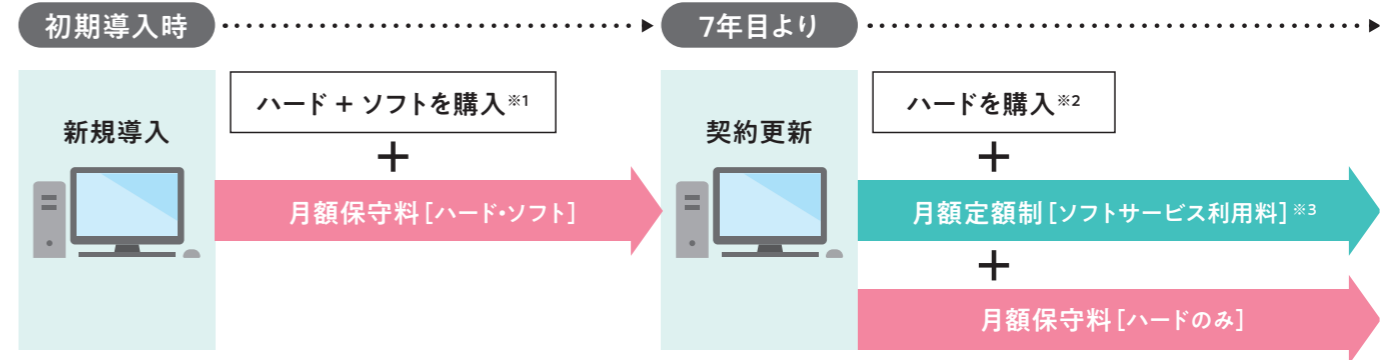 初期導入時
7年目より
新規導入
ハード + ソフトを購入※1
+
月額保守料[ハード・ソフト]
契約更新
ハードを購入※2
+
月額定額制[ソフトサービス利用料]※3
+
月額保守料[ハードのみ]